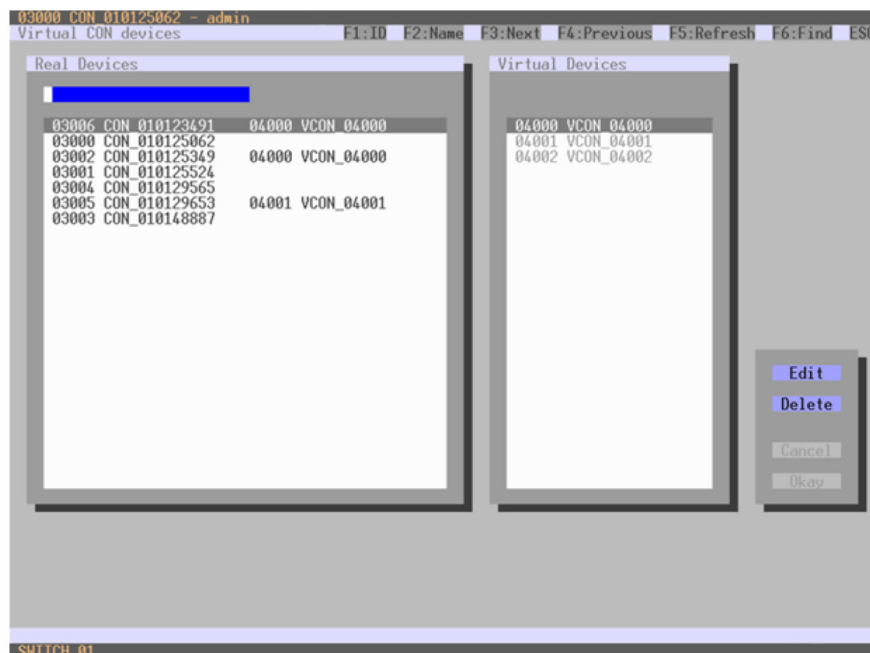 03000 CON_010125062 - admin
Virtual CON devices F1:ID F2:Name F3:Next F4:Previous F5:Refresh F6:Find ESC
Real Devices Virtual Devices
03006 CON_010123491 04000 VCON_04000 04000 VCON_04000
03000 CON_010125062 04001 VCON_04001
03002 CON_010125349 04000 VCON_04000 04002 VCON_04002
03001 CON_010125524
03004 CON_010129565
03005 CON_010129653 04001 VCON_04001
03003 CON_010148887
Edit
Delete
Cancel
Okay
SWITCH_01